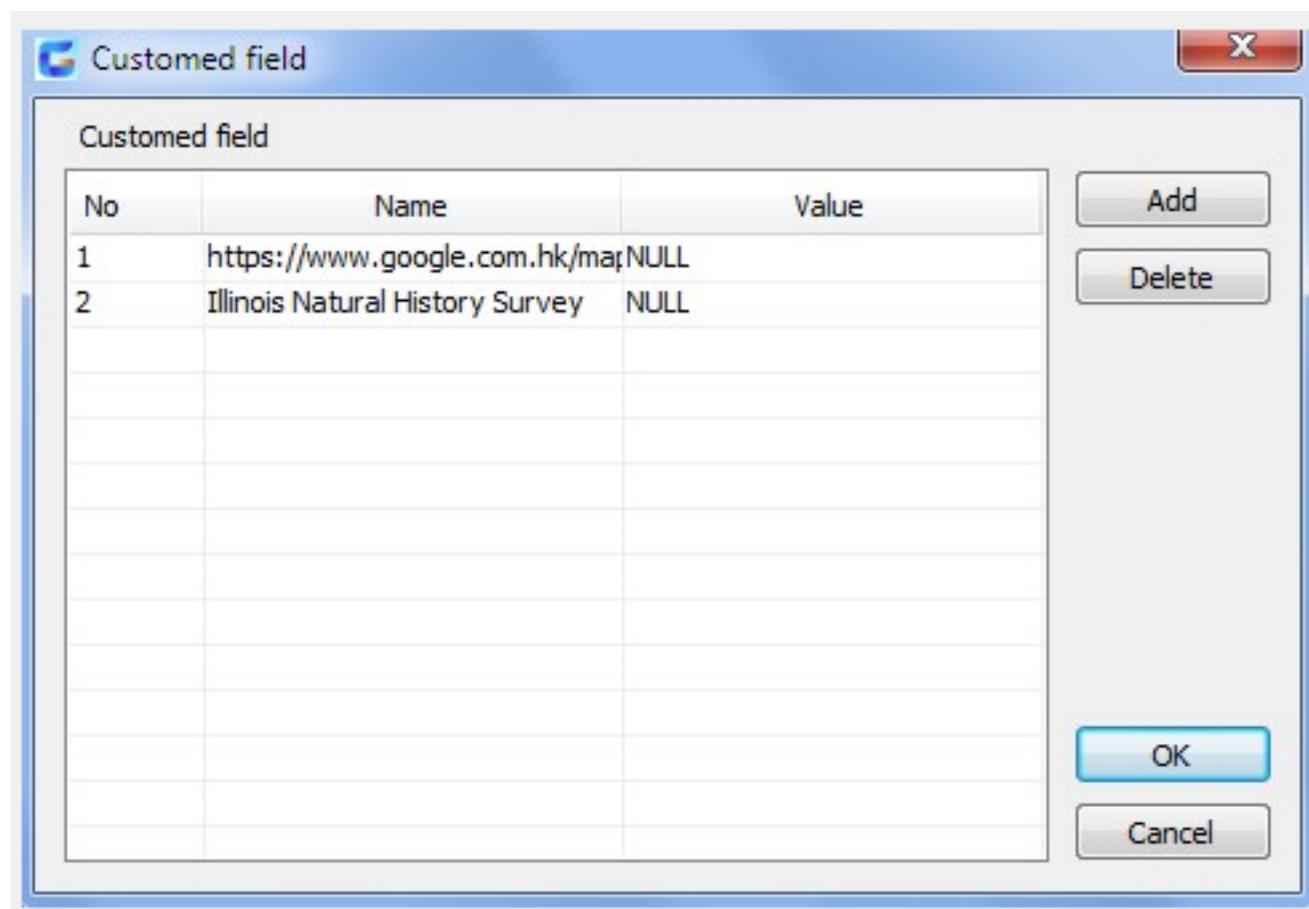 Customed field
Customed field
No Name Value
1 https://www.google.com.hk/map NULL
2 Illinois Natural History Survey NULL
Add
Delete
OK
Cancel